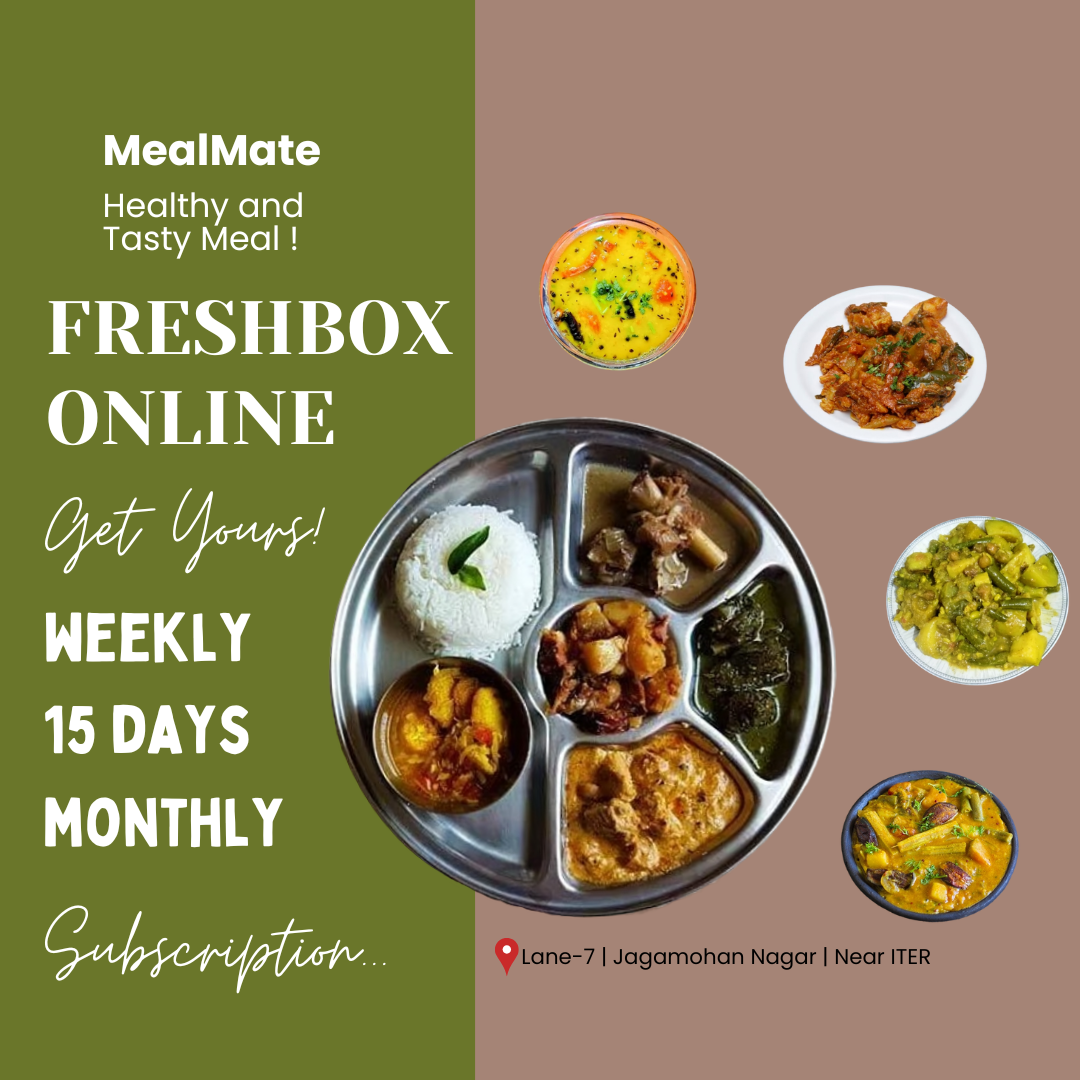 MealMate
Healthy and
Tasty Meal !
FRESHBOX
ONLINE
Get Yours!
WEEKLY
15 DAYS
MONTHLY
Subscription...
Lane-7 | Jagamohan Nagar | Near ITER